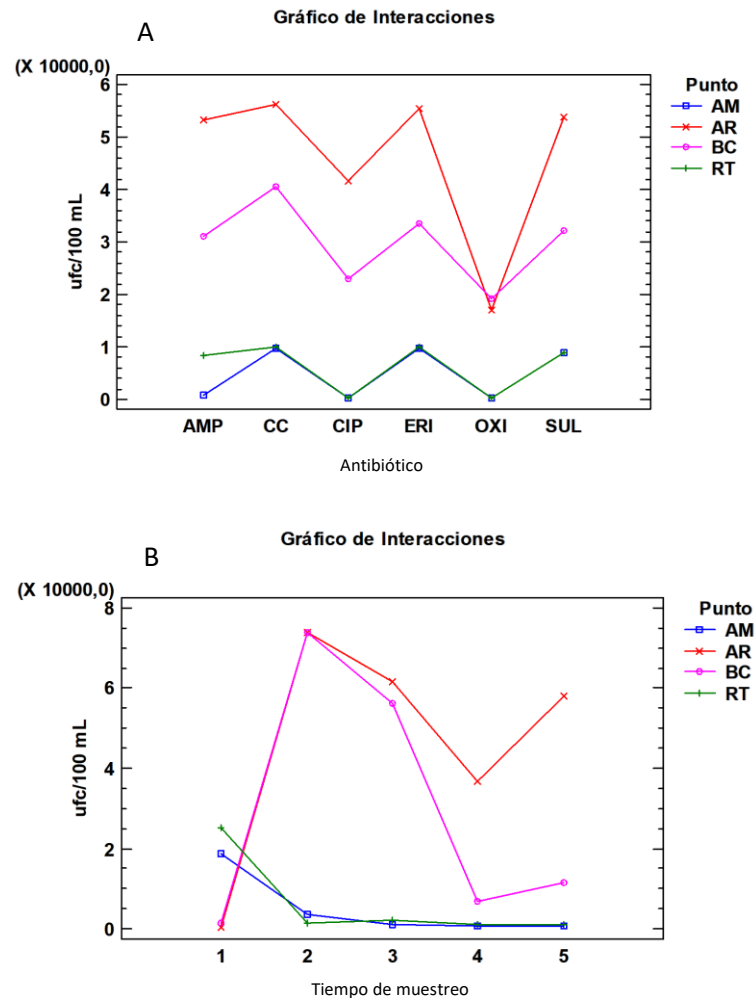 A
Gráfico de Interacciones
(X 10000,0)
6
5
4
3
2
1
0
ufc/100 mL
AMP CC CIP ERI OXI SUL
Antibiótico
Punto
AM
AR
BC
RT
B
Gráfico de Interacciones
(X 10000,0)
8
6
4
2
0
ufc/100 mL
1 2 3 4 5
Tiempo de muestreo
Punto
AM
AR
BC
RT